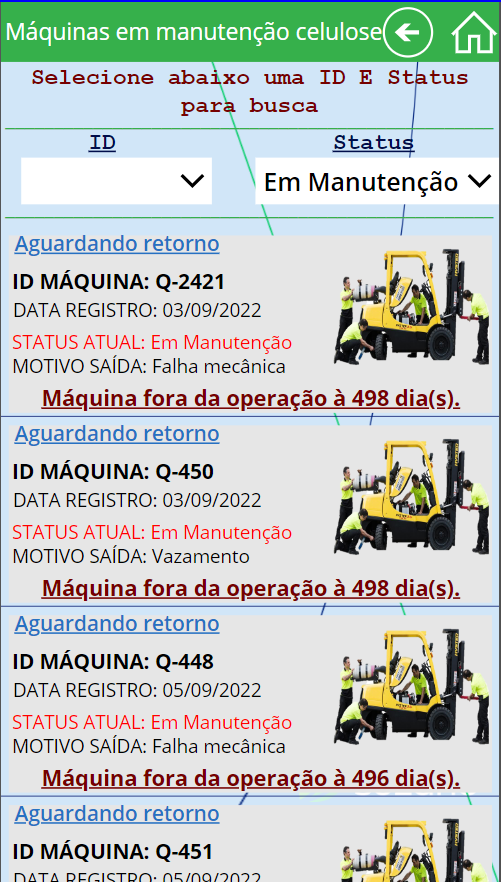 Máquinas em manutenção celulose
Selecione abaixo uma ID E Status
para busca
ID Status
Em Manutenção
Aguardando retorno
ID MÁQUINA: Q-2421
DATA REGISTRO: 03/09/2022
STATUS ATUAL: Em Manutenção
MOTIVO SAÍDA: Falha mecânica
Máquina fora da operação à 498 dia(s).
Aguardando retorno
ID MÁQUINA: Q-450
DATA REGISTRO: 03/09/2022
STATUS ATUAL: Em Manutenção
MOTIVO SAÍDA: Vazamento
Máquina fora da operação à 498 dia(s).
Aguardando retorno
ID MÁQUINA: Q-448
DATA REGISTRO: 05/09/2022
STATUS ATUAL: Em Manutenção
MOTIVO SAÍDA: Falha mecânica
Máquina fora da operação à 496 dia(s).
Aguardando retorno
ID MÁQUINA: Q-451
DATA REGISTRO: 05/09/2022